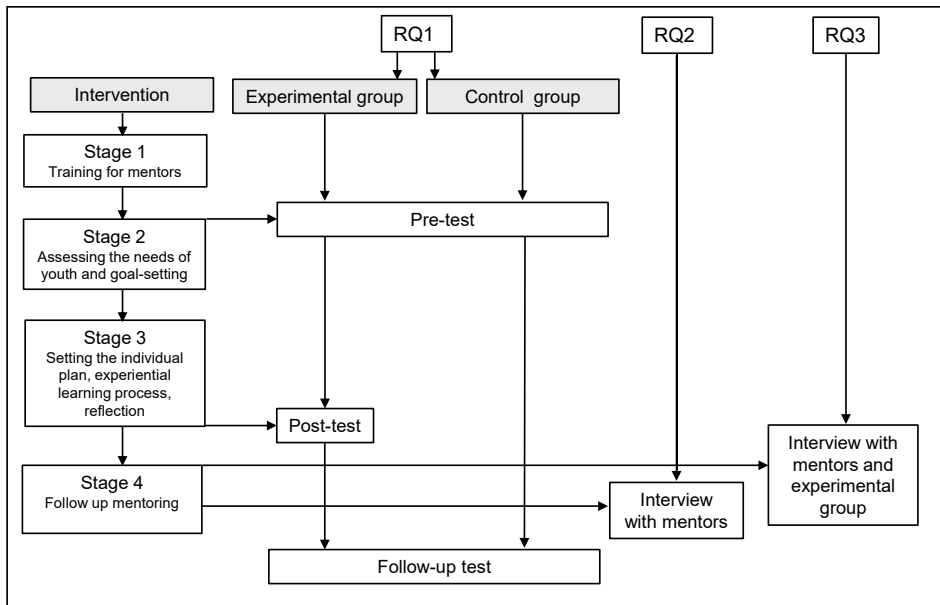 RQ1
RQ2
RQ3
Intervention
Experimental group
Control group
Stage 1
Training for mentors
Pre-test
Stage 2
Assessing the needs of
youth and goal-setting
Stage 3
Setting the individual
plan, experiential
learning process,
reflection
Post-test
Interview with
mentors and
experimental
group
Stage 4
Follow up mentoring
Interview
with mentors
Follow-up test